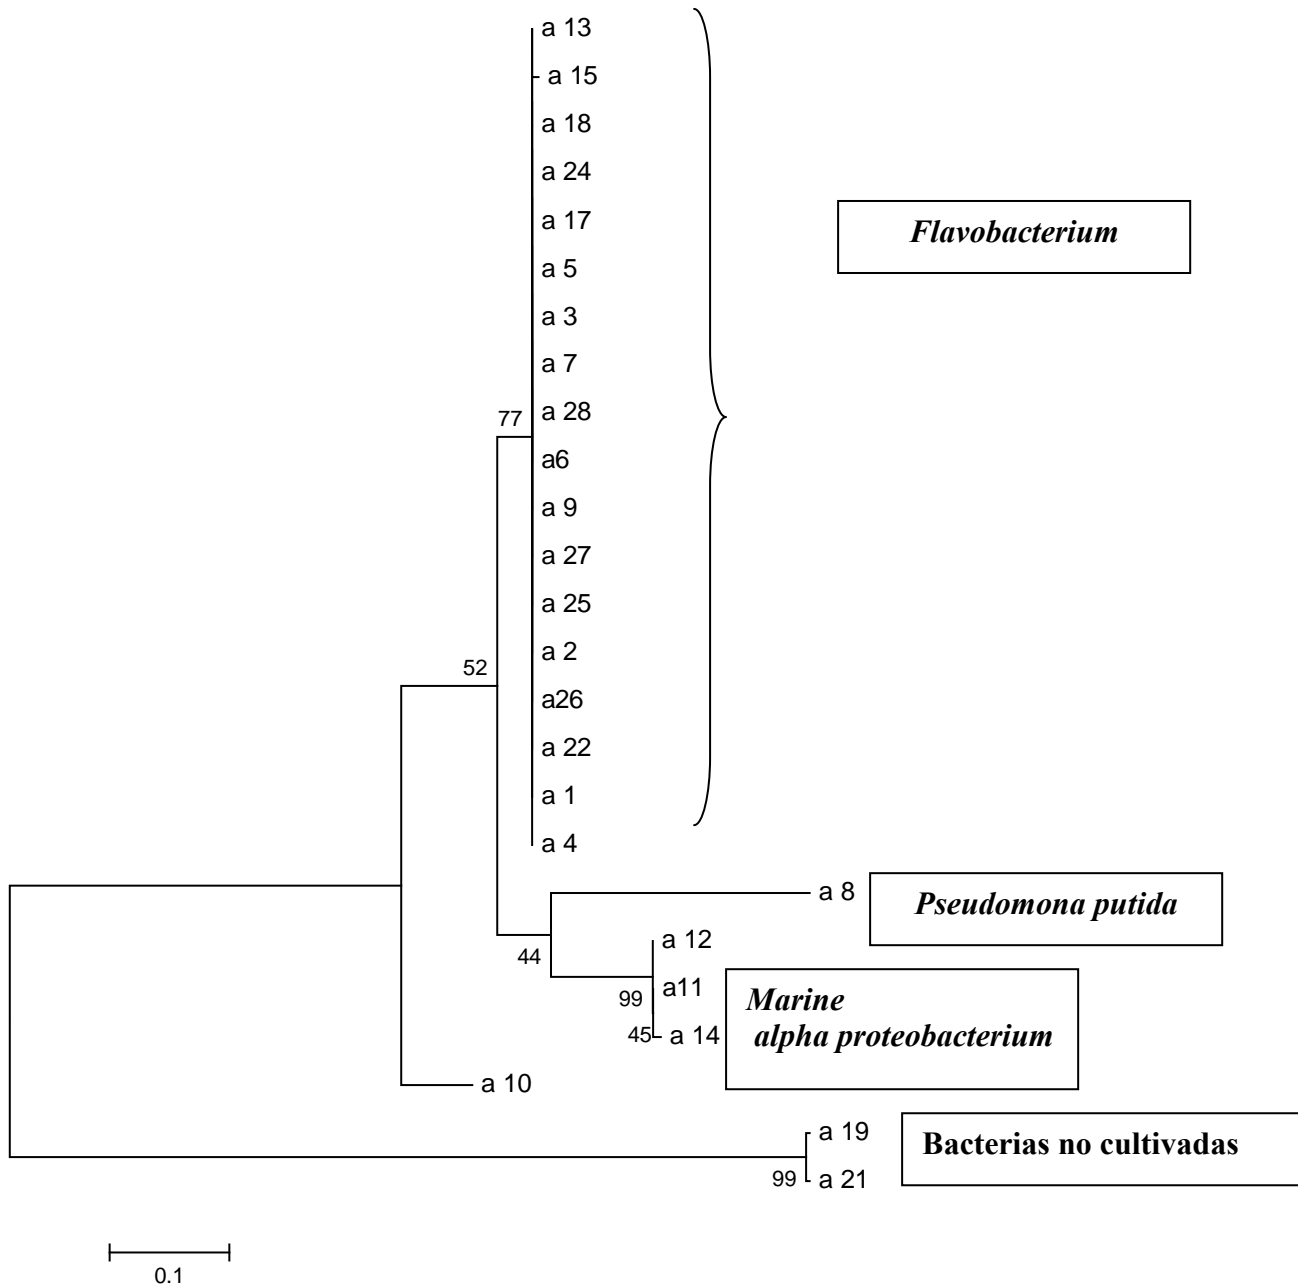 a 13
a 15
a 18
a 24
a 17
Flavobacterium
a 5
a 3
a 7
a 28
77
a6
a 9
a 27
a 25
a 2
52
a26
a 22
a 1
a 4
a 8
Pseudomona putida
a 12
44
a11
99
Marine
alpha proteobacterium
45
a 14
a 10
a 19
Bacterias no cultivadas
99
a 21
0.1